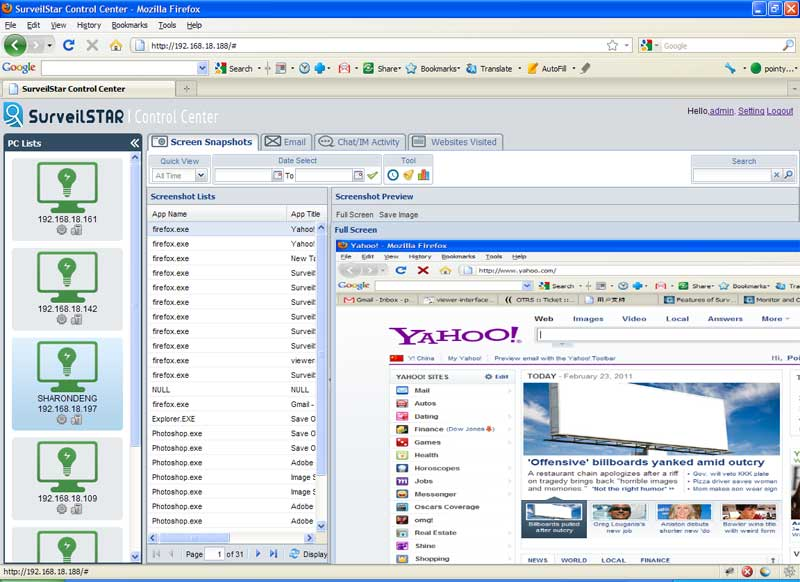 SurveilStar Control Center - Mozilla Firefox
File Edit View History Bookmarks Tools Help
http://192.168.18.188/#
Google
Google Search Share Bookmarks Translate AutoFill pointy...
SurveilStar Control Center
SurveilSTAR | Control Center
Hello,admin. Setting Logout
PC Lists
192.168.18.161
192.168.18.142
SHARONDENG
192.168.18.197
192.168.18.109
Screen Snapshots Email Chat/IM Activity Websites Visited
Quick View Date Select Tool Search
All Time To
Screenshot Lists
App Name App Title
firefox.exe Yahoo!
firefox.exe Yahoo!
firefox.exe New Ta
firefox.exe Surveil
firefox.exe Surveil
firefox.exe Surveil
firefox.exe Surveil
firefox.exe Surveil
firefox.exe Surveil
firefox.exe viewer
firefox.exe Surveil
NULL NULL
firefox.exe Gmail -
Explorer.EXE Save O
Photoshop.exe Save O
Photoshop.exe Save O
Photoshop.exe Adobe
Photoshop.exe Image S
Photoshop.exe Image S
Photoshop.exe Adobe
Photoshop.exe Adobe
Page 1 of 31 Display
Screenshot Preview
Full Screen Save Image
Full Screen
Yahoo! - Mozilla Firefox
File Edit View History Bookmarks Tools Help
http://www.yahoo.com/
Google Search Share Bookmarks Tra
Gmail - Inbox - p... viewer-interface... OTRS :: Ticket ::... 用户支持 Features of Surv... Monitor and C
Web Images Video Local Answers More
YAHOO!
Y! China My Yahoo! Preview email with the Yahoo! Toolbar Hi, Poi
YAHOO! SITES Edit
Mail
Autos
Dating
Finance (Dow Jones)
Games
Health
Horoscopes
Jobs
Messenger
Oscars Coverage
omg!
Real Estate
Shine
Shopping
TODAY - February 23, 2011
'Offensive' billboards yanked amid outcry
A restaurant chain apologizes after a riff
on tragedy brings back "horrible images
and memories." "Not the right humor" »
• Gov. will veto KKK plate
• Pizza driver saves women
• Mom makes son wear sign
Billboards pulled
after outcry
Greg Louganis's
new job
Aniston debuts
shorter new 'do
Bowler wins title
with weird form
NEWS WORLD LOCAL FINANCE
http://192.168.18.188/#